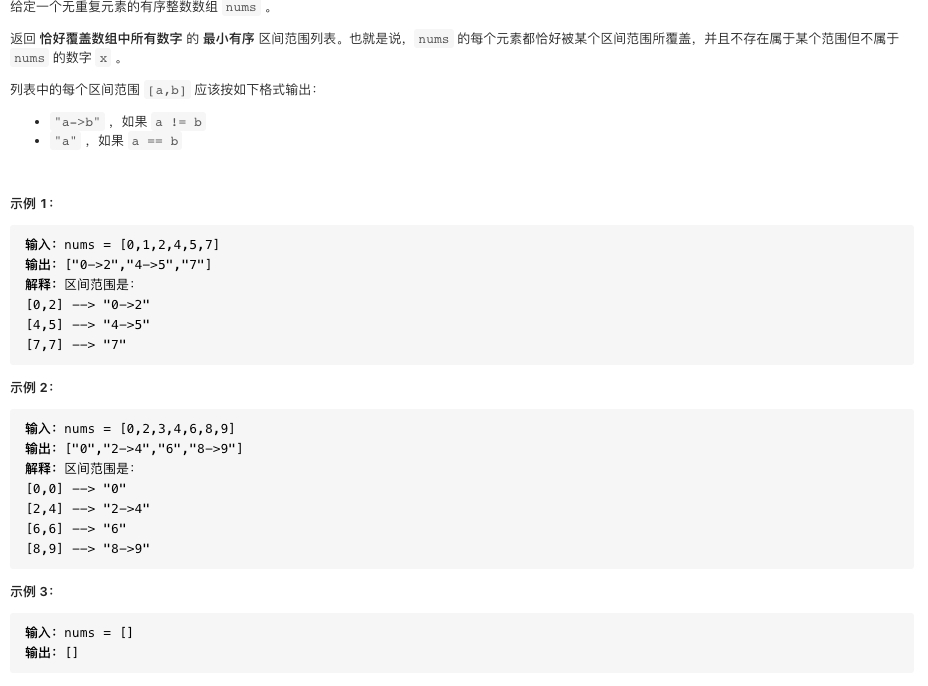 给定一个无重复元素的有序整数数组 nums 。
返回 恰好覆盖数组中所有数字 的 最小有序 区间范围列表。也就是说， nums 的每个元素都恰好被某个区间范围所覆盖，并且不存在属于某个范围但不属于
nums 的数字 x 。
列表中的每个区间范围 [a,b] 应该按如下格式输出：
• "a->b" ，如果 a != b
• "a" ，如果 a == b
示例 1：
输入：nums = [0,1,2,4,5,7]
输出：["0->2","4->5","7"]
解释：区间范围是：
[0,2] --> "0->2"
[4,5] --> "4->5"
[7,7] --> "7"
示例 2：
输入：nums = [0,2,3,4,6,8,9]
输出：["0","2->4","6","8->9"]
解释：区间范围是：
[0,0] --> "0"
[2,4] --> "2->4"
[6,6] --> "6"
[8,9] --> "8->9"
示例 3：
输入：nums = []
输出：[]